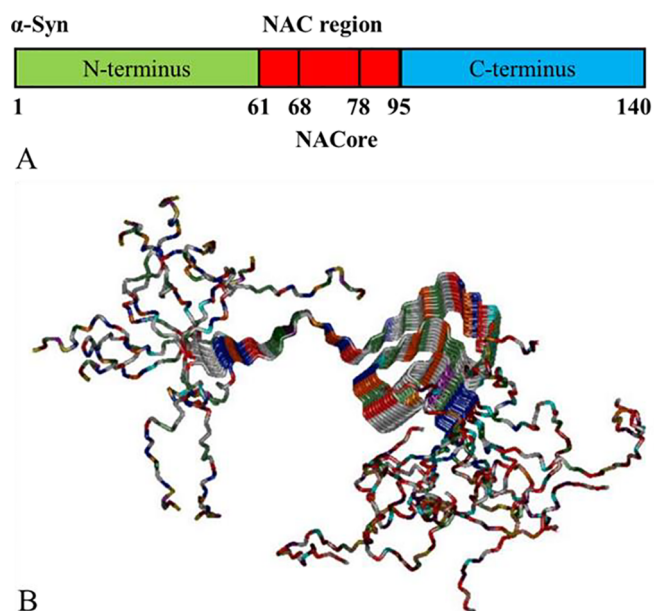 α-Syn NAC region
N-terminus C-terminus
1 61 68 78 95 140
NACore
A
B